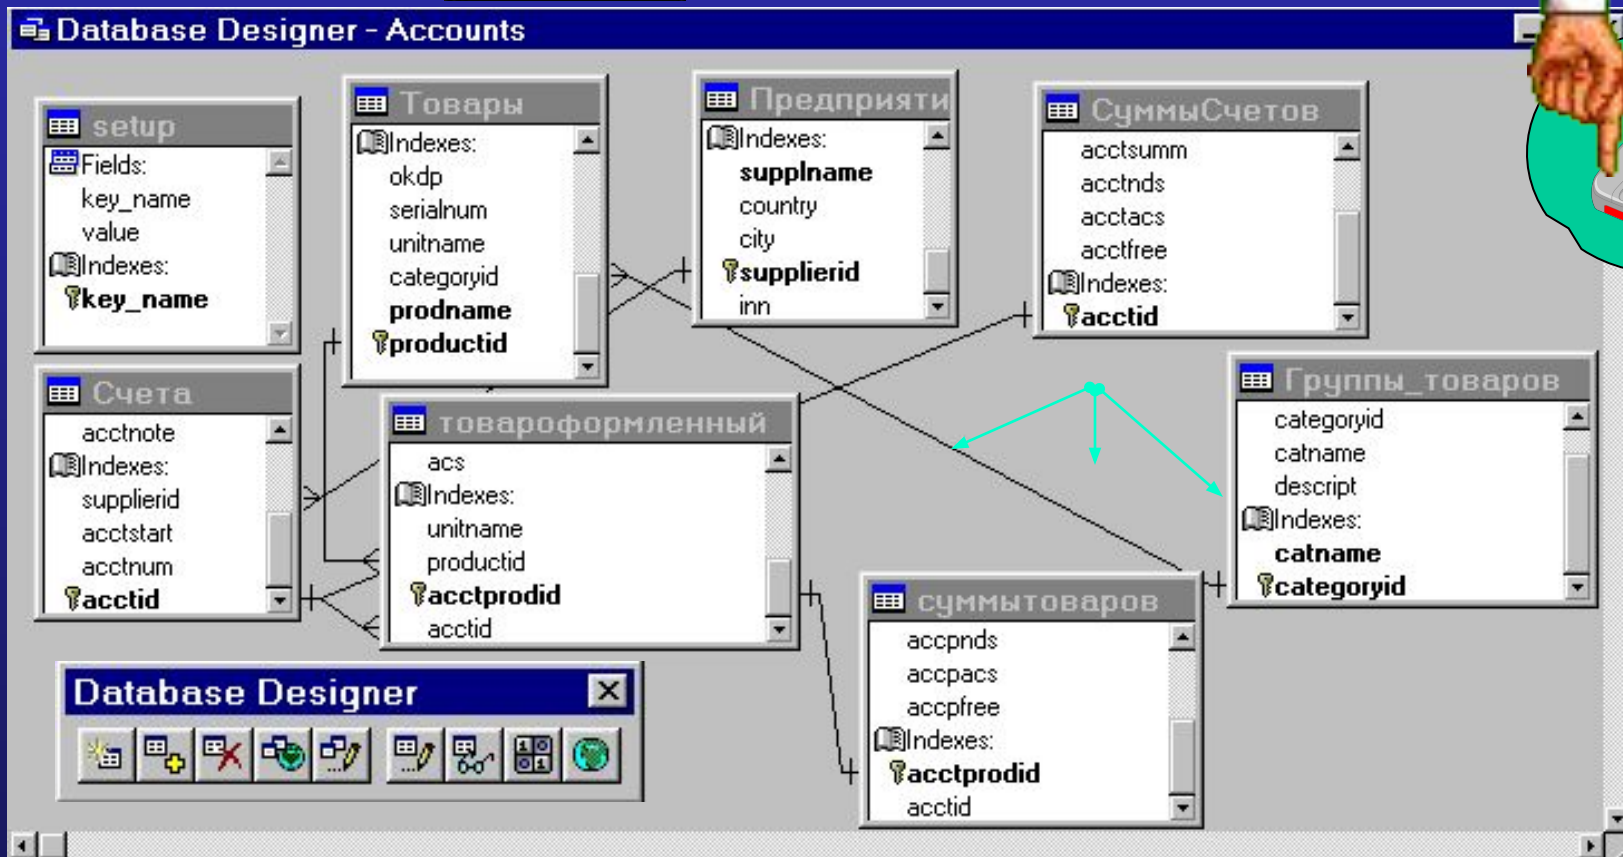 Database Designer - Accounts
setup
Fields:
key_name
value
Indexes:
key_name
Товары
Indexes:
okdp
serialnum
unitname
categoryid
prodname
productid
Предприяти
Indexes:
supplname
country
city
supplierid
inn
СуммыСчетов
acctsumm
acctnds
acctacs
acctfree
Indexes:
acctid
Счета
acctnote
Indexes:
supplierid
acctstart
acctnum
acctid
товароформленный
acs
Indexes:
unitname
productid
acctprodid
acctid
Группы_товаров
categoryid
catname
descript
Indexes:
catname
categoryid
суммытоваров
accpnds
accpacs
accpfree
Indexes:
acctprodid
acctid
Database Designer